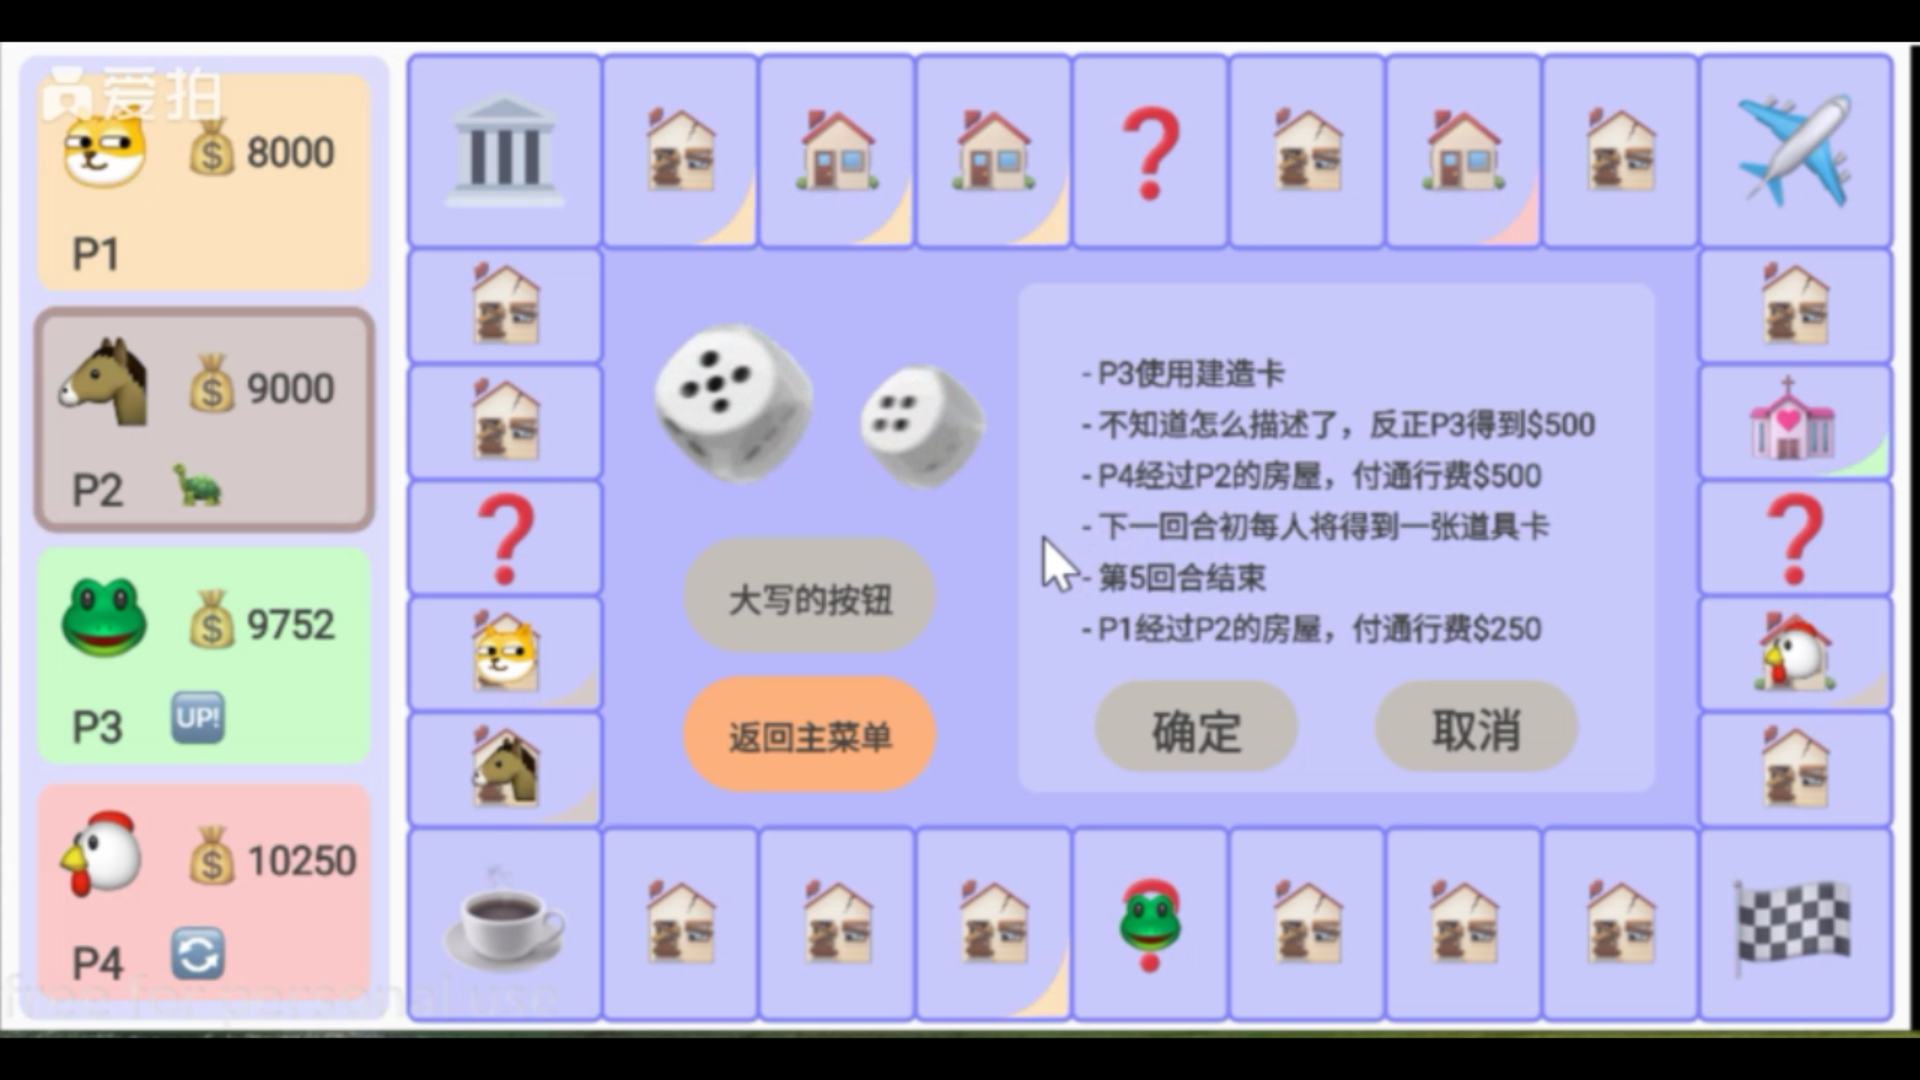 爱拍
$ 8000
P1
$ 9000
P2
$ 9752
P3 UP!
$ 10250
P4
- P3使用建造卡
- 不知道怎么描述了，反正P3得到$500
- P4经过P2的房屋，付通行费$500
- 下一回合初每人将得到一张道具卡
- 第5回合结束
- P1经过P2的房屋，付通行费$250
大写的按钮
返回主菜单
确定
取消
free for personal use